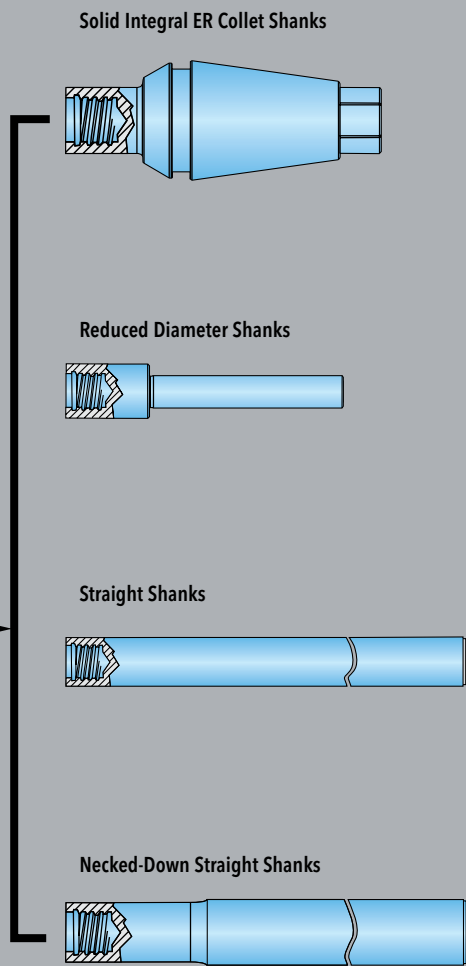 Solid Integral ER Collet Shanks
Reduced Diameter Shanks
Straight Shanks
Necked-Down Straight Shanks